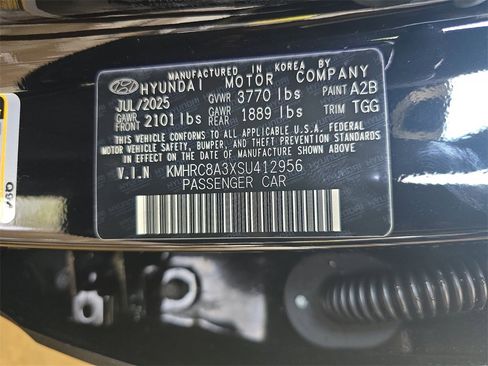 MANUFACTURED IN KOREA BY
HYUNDAI MOTOR COMPANY
JUL/2025 GVWR 3770 lbs PAINT A2B
GAWR FRONT 2101 lbs GAWR REAR 1889 lbs TRIM TGG
THIS VEHICLE CONFORMS TO ALL APPLICABLE U.S.A. FEDERAL
MOTOR VEHICLE SAFETY, BUMPER, AND THEFT PREVENTION
STANDARDS IN EFFECT ON THE DATE OF MANUFACTURE SHOWN ABOVE.
V.I.N KMHRC8A3XSU412956
PASSENGER CAR